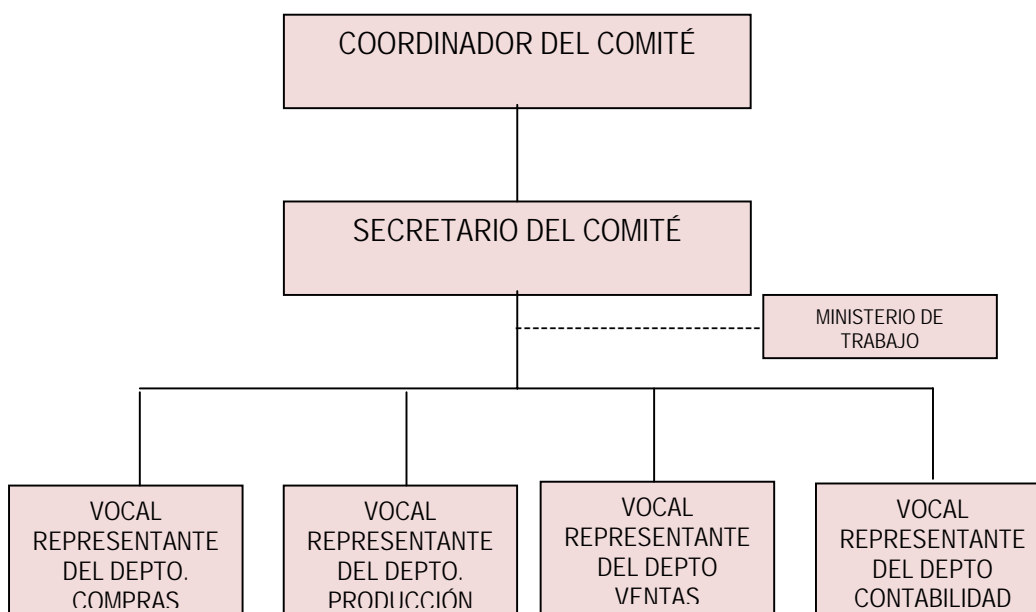 COORDINADOR DEL COMITÉ
SECRETARIO DEL COMITÉ
MINISTERIO DE
TRABAJO
VOCAL
REPRESENTANTE
DEL DEPTO.
COMPRAS
VOCAL
REPRESENTANTE
DEL DEPTO.
PRODUCCIÓN
VOCAL
REPRESENTANTE
DEL DEPTO
VENTAS
VOCAL
REPRESENTANTE
DEL DEPTO
CONTABILIDAD